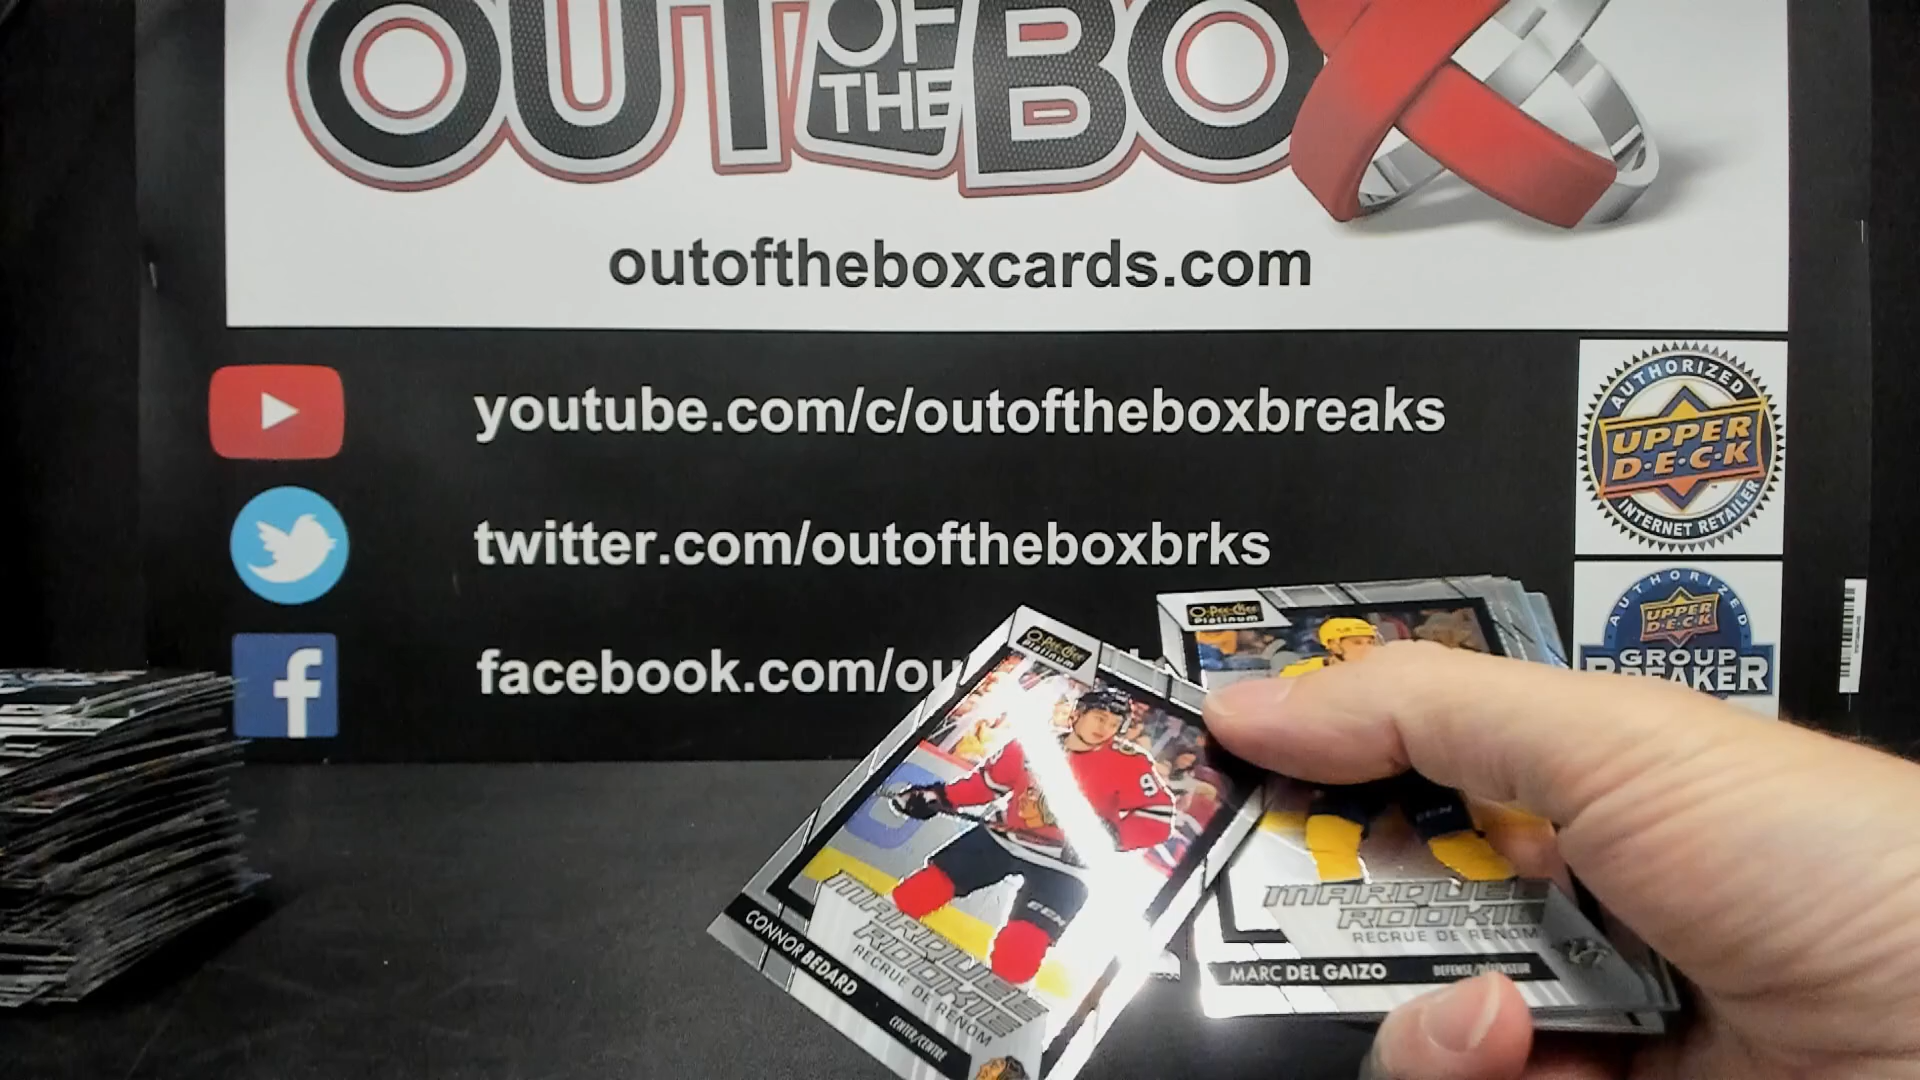 OUT OF THE BOX
outoftheboxcards.com
youtube.com/c/outoftheboxbreaks
twitter.com/outoftheboxbrks
facebook.com/ou
AUTHORIZED
UPPER
D·E·C·K
INTERNET RETAILER
AUTHORIZED
UPPER
D·E·C·K
GROUP
BREAKER
O-Pee-Chee
Platinum
MARQUEE
ROOKIE
RECRUE DE RENOM
CONNOR BEDARD
CENTER/CENTRE
CCM
O-Pee-Chee
Platinum
CCM
MARQUEE
ROOKIE
RECRUE DE RENOM
MARC DEL GAIZO
DEFENSE/DÉFENSEUR